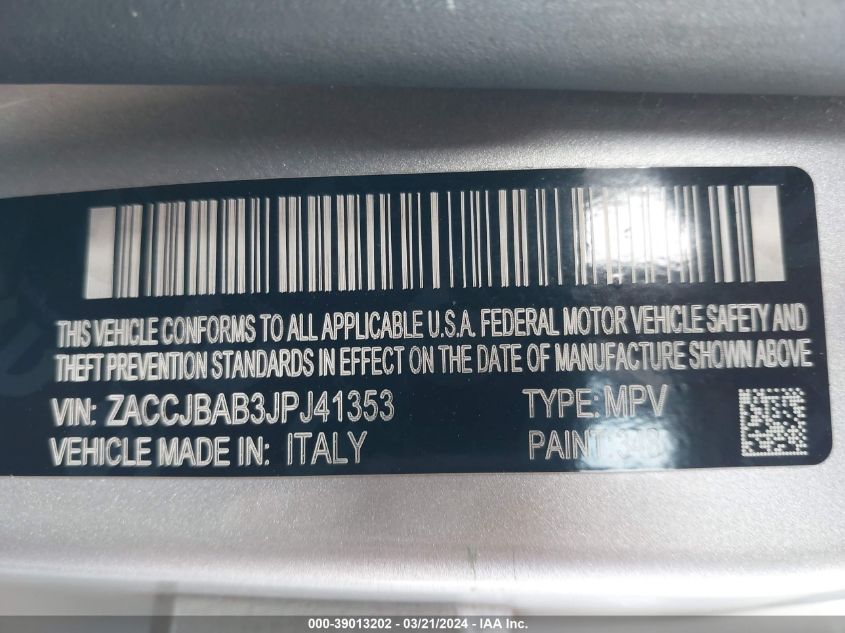 THIS VEHICLE CONFORMS TO ALL APPLICABLE U.S.A. FEDERAL MOTOR VEHICLE SAFETY AND
THEFT PREVENTION STANDARDS IN EFFECT ON THE DATE OF MANUFACTURE SHOWN ABOVE
VIN: ZACCJBAB3JPJ41353 TYPE: MPV
VEHICLE MADE IN: ITALY PAINT:
000-39013202 - 03/21/2024 - IAA Inc.